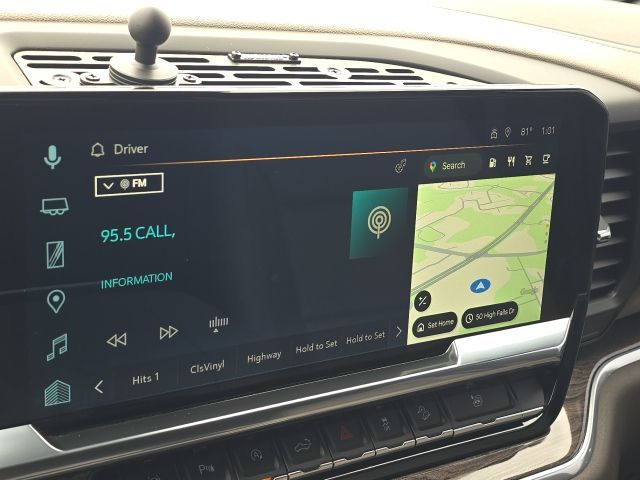 Driver
81° 1:01
FM
Search
95.5 CALL,
INFORMATION
Google
Set Home
50 High Falls Dr
Hits 1
ClsVinyl
Highway
Hold to Set
Hold to Set